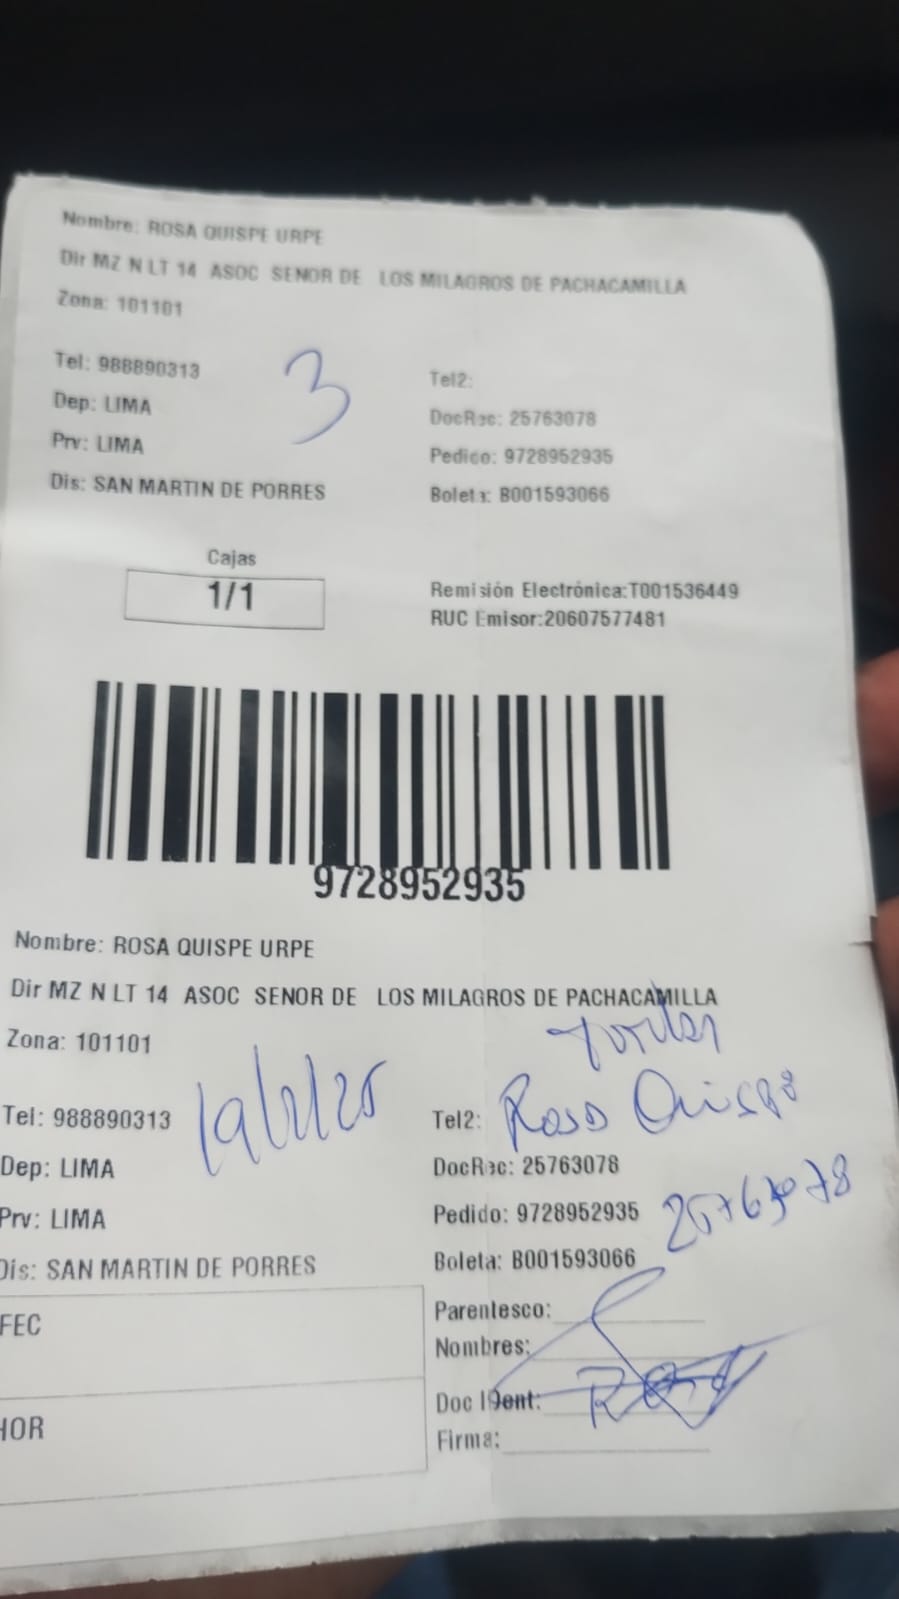 Nombre: ROSA QUISPE URPE
Dir MZ N LT 14 ASOC SENOR DE LOS MILAGROS DE PACHACAMILLA
Zona: 101101
Tel: 988890313
3
Tel2:
Dep: LIMA
DocRec: 25763078
Prv: LIMA
Pedido: 9728952935
Dis: SAN MARTIN DE PORRES
Boleta: B001593066
Cajas
1/1
Remisión Electrónica:T001536449
RUC Emisor:20607577481
9728952935
Nombre: ROSA QUISPE URPE
Dir MZ N LT 14 ASOC SENOR DE LOS MILAGROS DE PACHACAMILLA
Zona: 101101
Tel: 988890313
Tel2: Rosa Quispe
Dep: LIMA
DocRec: 25763078
Prv: LIMA
Pedido: 9728952935
25763078
Dis: SAN MARTIN DE PORRES
Boleta: B001593066
FEC
Parentesco:
Nombres:
Doc Ident:
HOR
Firma: